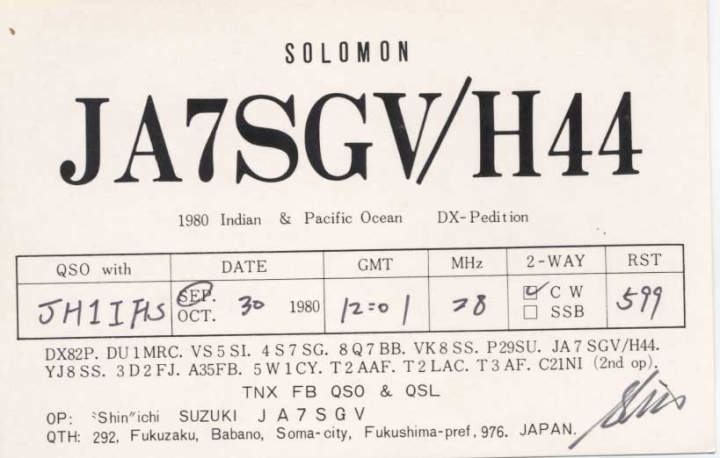 SOLOMON
JA7SGV/H44
1980 Indian & Pacific Ocean DX-Pedition
QSO with DATE GMT MHz 2-WAY RST
JH1IFS SEP. OCT. 30 1980 12:01 28 CW SSB 599
DX82P. DU1MRC. VS5SI. 4S7SG. 8Q7BB. VK8SS. P29SU. JA7SGV/H44.
YJ8SS. 3D2FJ. A35FB. 5W1CY. T2AAF. T2LAC. T3AF. C21NI (2nd op).
TNX FB QSO & QSL
OP: "Shin"ichi SUZUKI JA7SGV
QTH: 292, Fukuzaku, Babano, Soma-city, Fukushima-pref, 976. JAPAN.